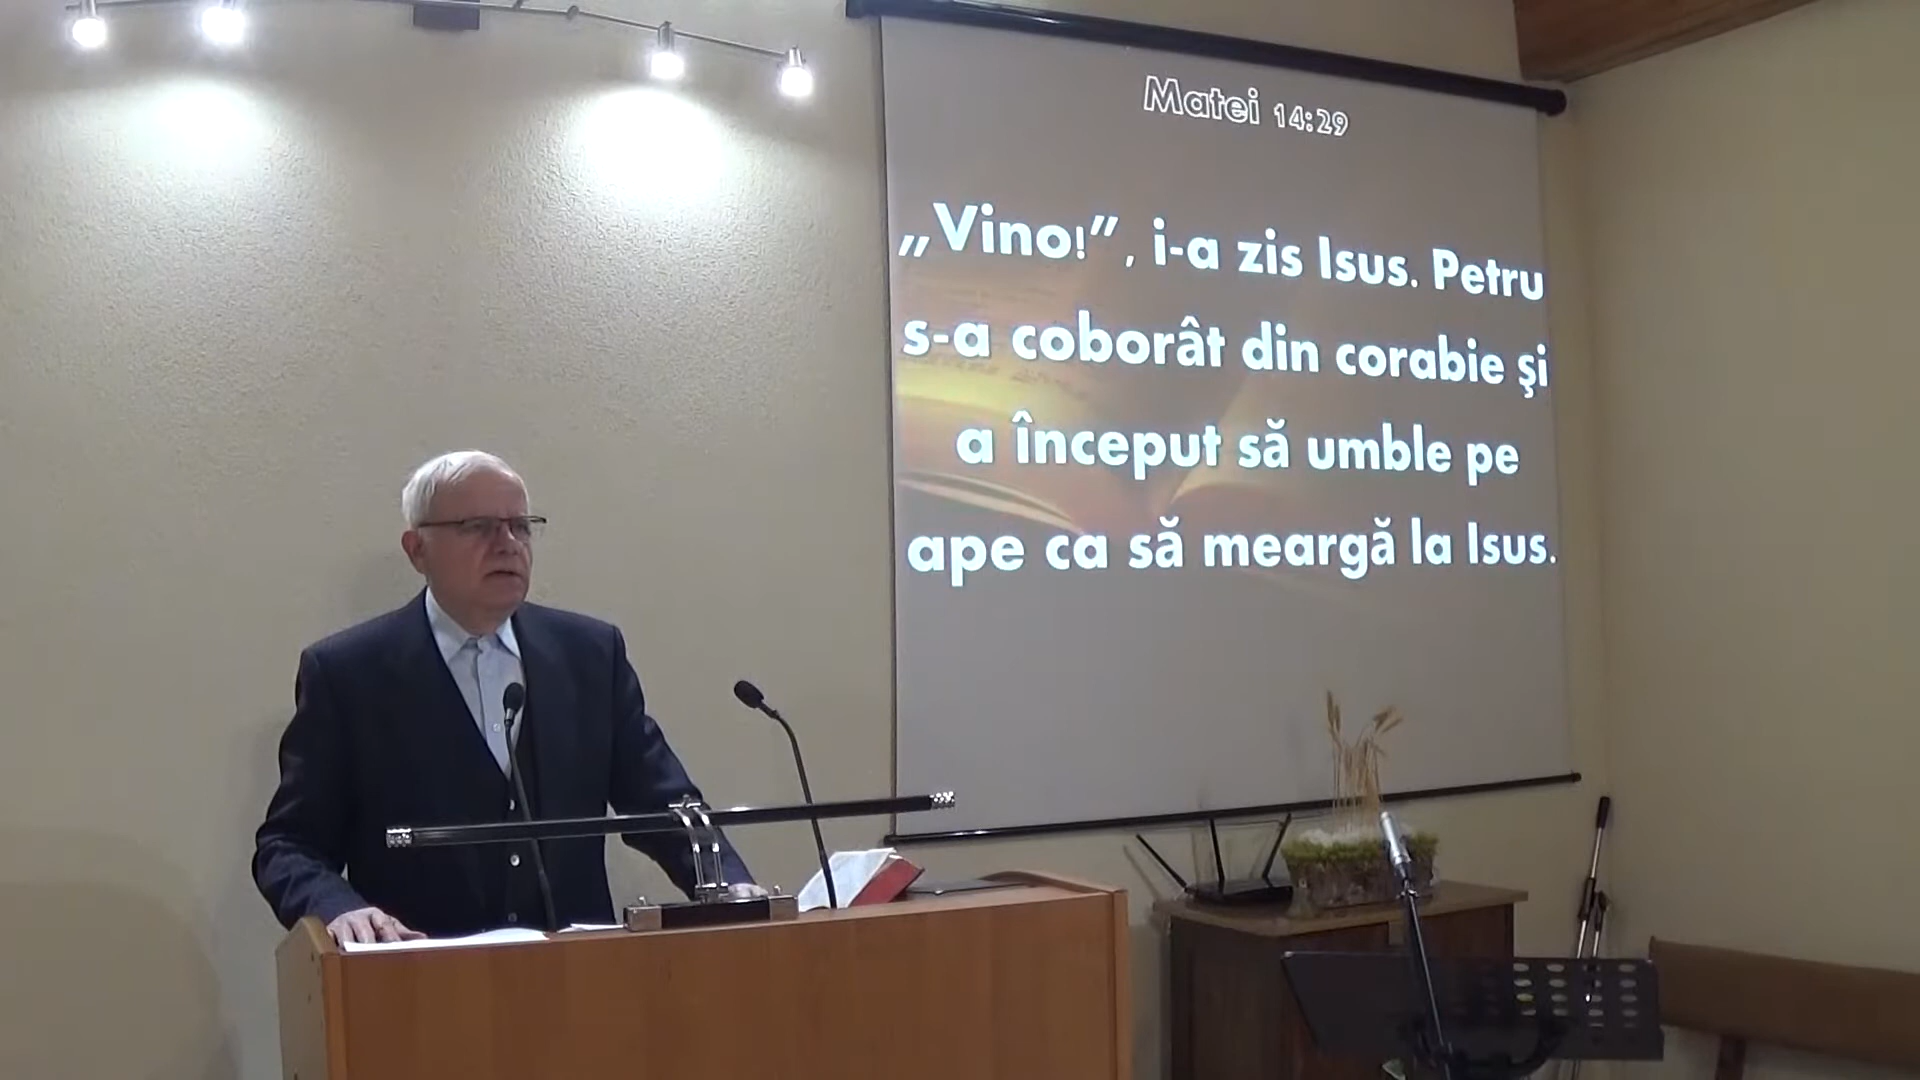 Matei 14:29
„Vino!”, i-a zis Isus. Petru
s-a coborât din corabie şi
a început să umble pe
ape ca să meargă la Isus.